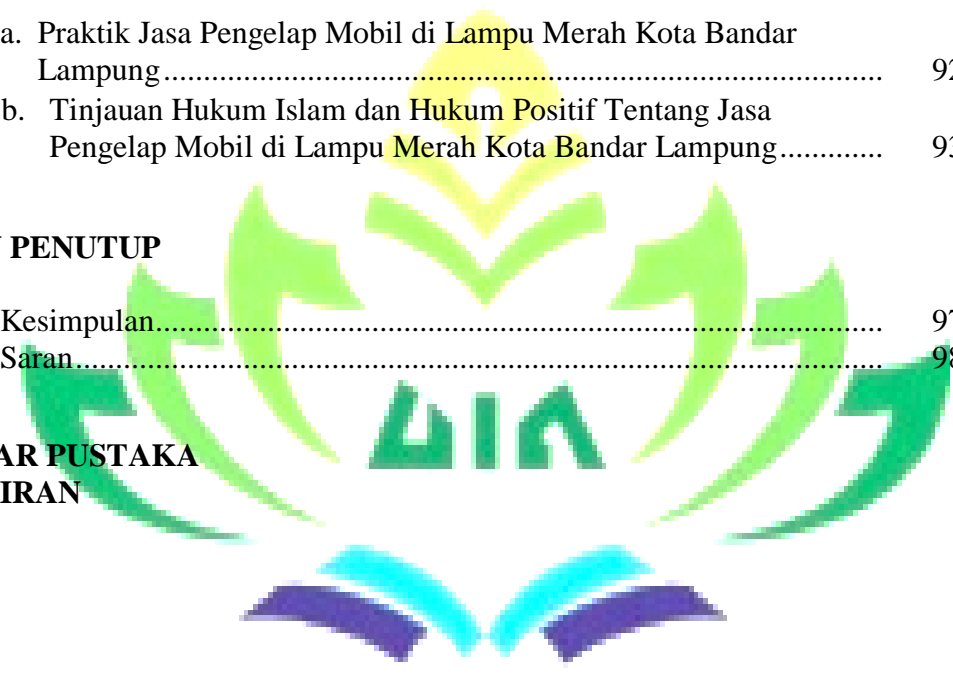 a. Praktik Jasa Pengelap Mobil di Lampu Merah Kota Bandar
Lampung............................................................................................ 92
b. Tinjauan Hukum Islam dan Hukum Positif Tentang Jasa
Pengelap Mobil di Lampu Merah Kota Bandar Lampung............. 93
PENUTUP
Kesimpulan............................................................................................. 97
Saran....................................................................................................... 98
AR PUSTAKA
IRAN
UIN